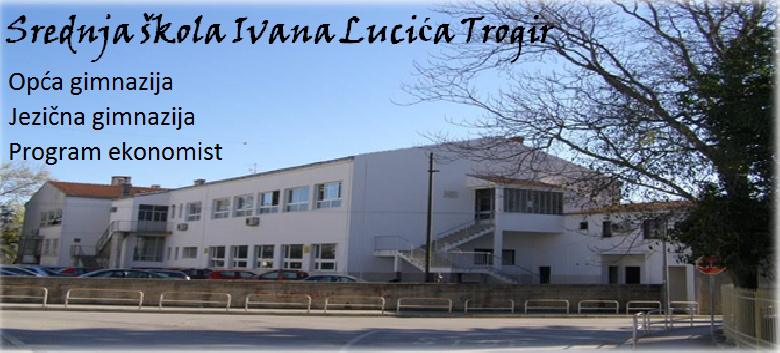 Srednja škola Ivana Lucića Trogir
Opća gimnazija
Jezična gimnazija
Program ekonomist